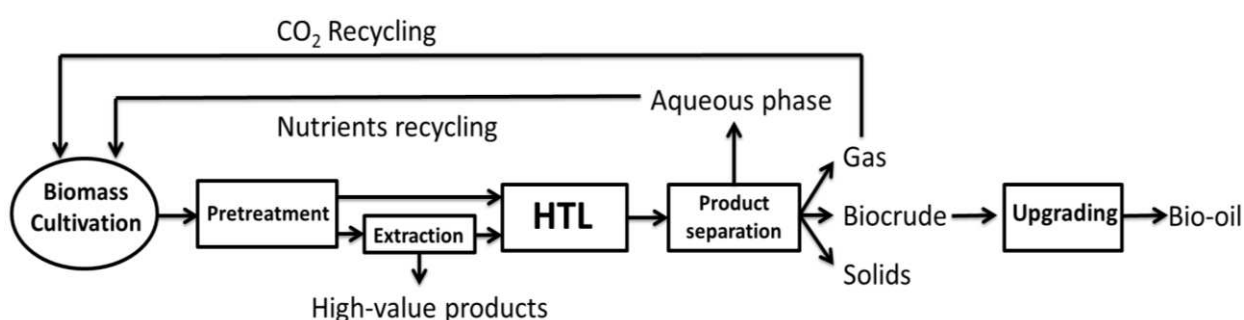 CO₂ Recycling
Aqueous phase
Nutrients recycling
Gas
Biomass
Cultivation
Pretreatment
Extraction
HTL
Product
separation
Biocrude
Upgrading
Bio-oil
Solids
High-value products